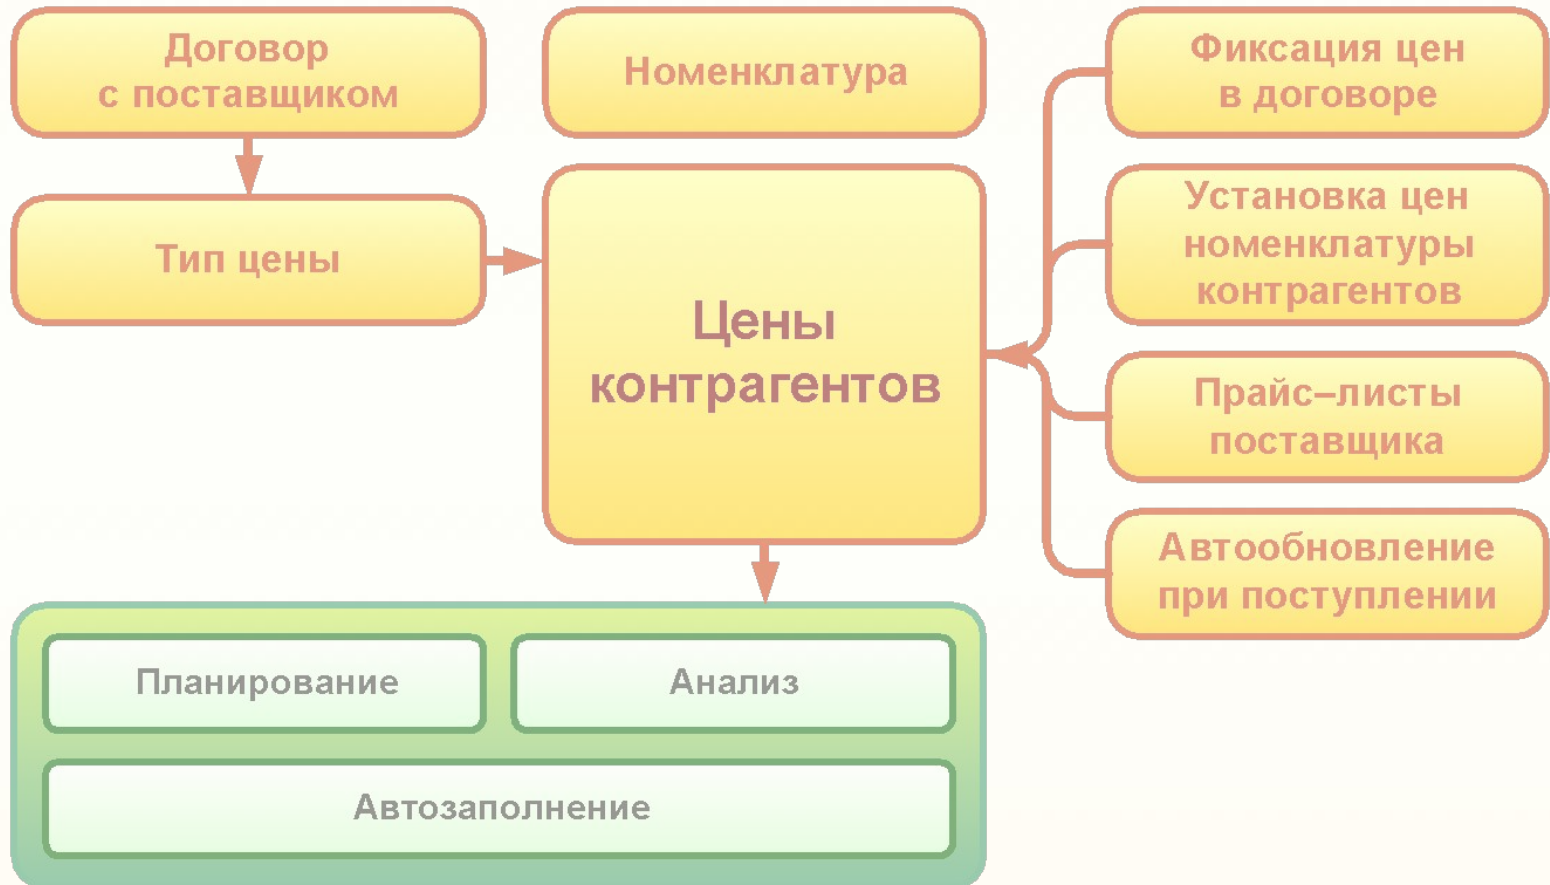 Договор
с поставщиком
Номенклатура
Фиксация цен
в договоре
Тип цены
Цены
контрагентов
Установка цен
номенклатуры
контрагентов
Прайс–листы
поставщика
Автообновление
при поступлении
Планирование
Анализ
Автозаполнение